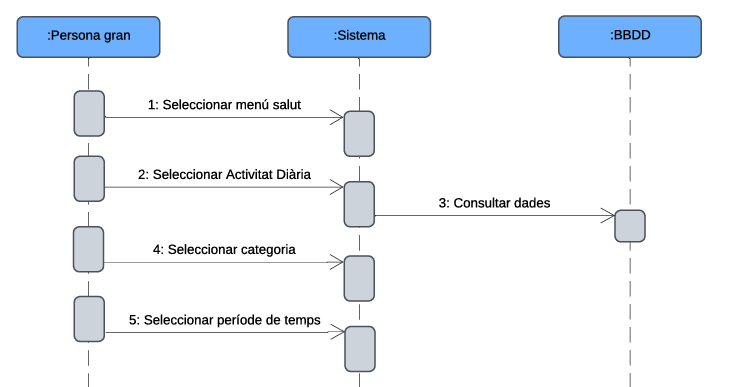 :Persona gran
:Sistema
:BBDD
1: Seleccionar menú salut
2: Seleccionar Activitat Diària
3: Consultar dades
4: Seleccionar categoria
5: Seleccionar període de temps